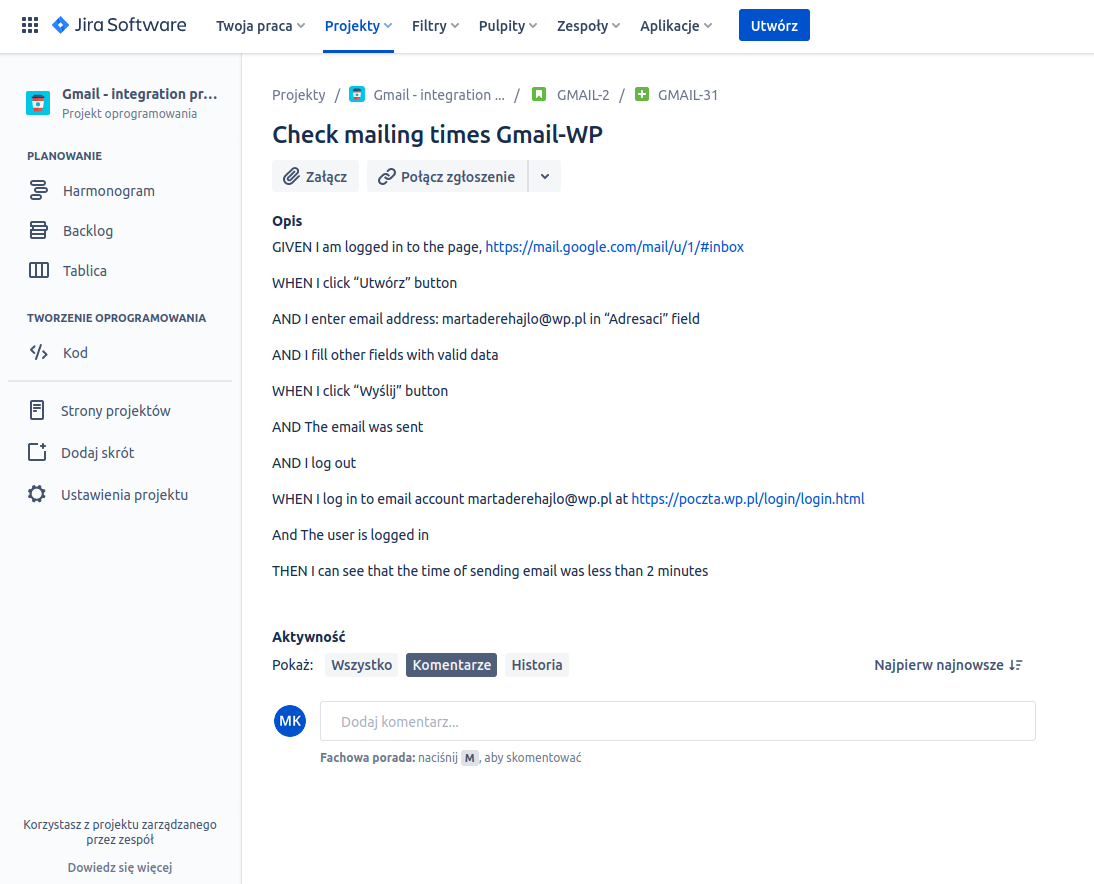 Jira Software Twoja praca Projekty Filtry Pulpity Zespoły Aplikacje Utwórz
Gmail - integration pr...
Projekt oprogramowania
PLANOWANIE
Harmonogram
Backlog
Tablica
TWORZENIE OPROGRAMOWANIA
Kod
Strony projektów
Dodaj skrót
Ustawienia projektu
Korzystasz z projektu zarządzanego
przez zespół
Dowiedz się więcej
Projekty / Gmail - integration ... / GMAIL-2 / GMAIL-31
Check mailing times Gmail-WP
Załącz Połącz zgłoszenie
Opis
GIVEN I am logged in to the page, https://mail.google.com/mail/u/1/#inbox
WHEN I click “Utwórz” button
AND I enter email address: martaderehajlo@wp.pl in “Adresaci” field
AND I fill other fields with valid data
WHEN I click “Wyślij” button
AND The email was sent
AND I log out
WHEN I log in to email account martaderehajlo@wp.pl at https://poczta.wp.pl/login/login.html
And The user is logged in
THEN I can see that the time of sending email was less than 2 minutes
Aktywność
Pokaż: Wszystko Komentarze Historia Najpierw najnowsze
MK Dodaj komentarz...
Fachowa porada: naciśnij M, aby skomentować